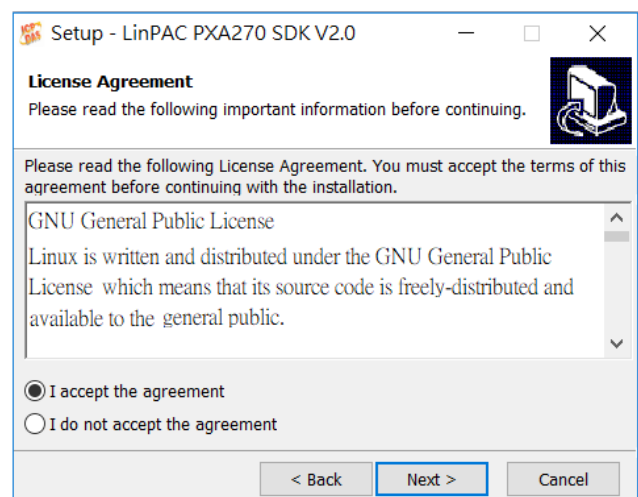 ICP DAS
Setup - LinPAC PXA270 SDK V2.0
License Agreement
Please read the following important information before continuing.
Please read the following License Agreement. You must accept the terms of this
agreement before continuing with the installation.
GNU General Public License
Linux is written and distributed under the GNU General Public
License which means that its source code is freely-distributed and
available to the general public.
I accept the agreement
I do not accept the agreement
< Back
Next >
Cancel